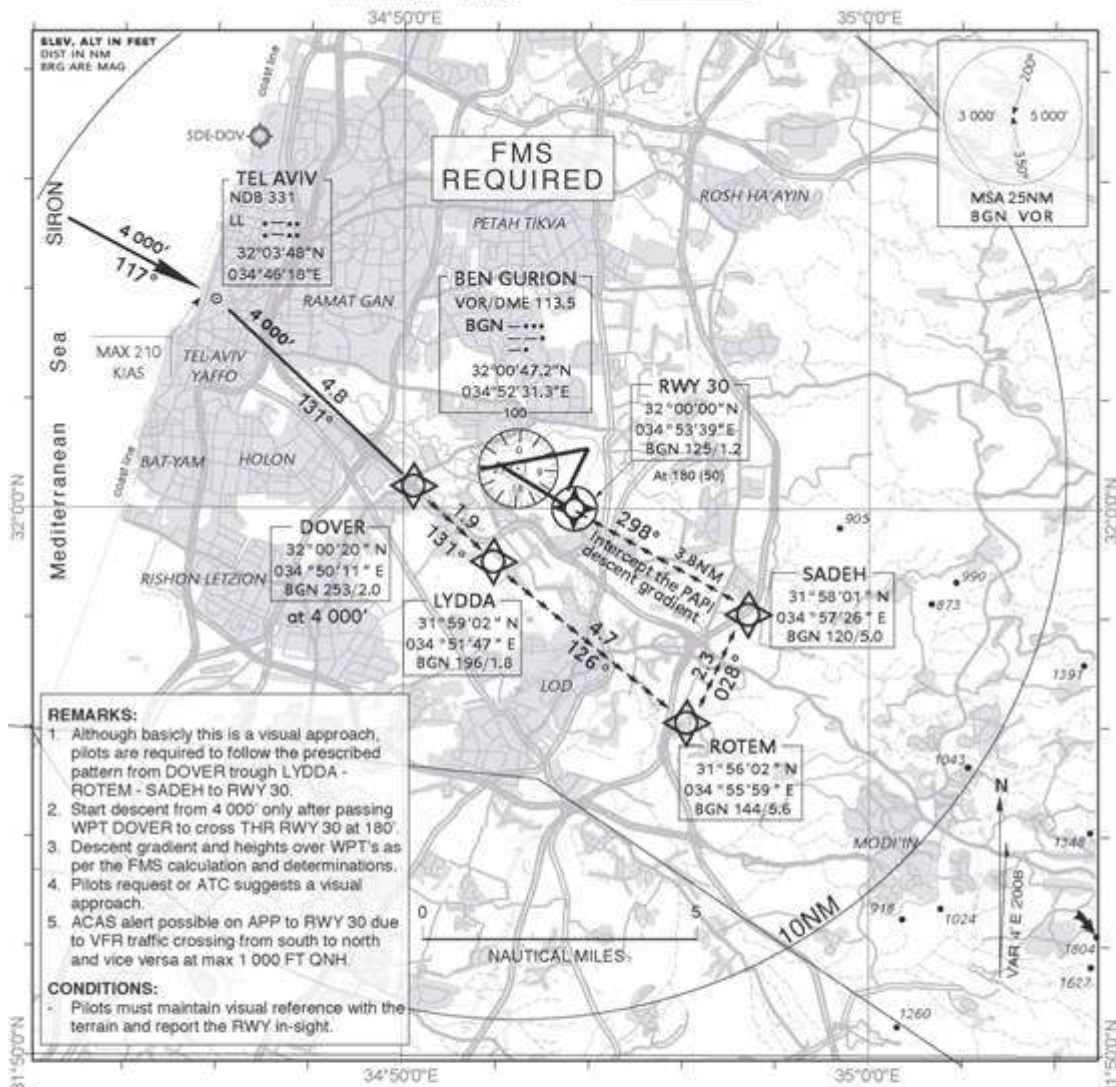 34°50'0"E
35°0'0"E
ELEV, ALT IN FEET
DIST IN NM
BRG ARE MAG
coast line
SDE-DOV
FMS
REQUIRED
200°
3 000'
5 000'
350°
MSA 25NM
BGN VOR
SIRON
4 000'
117°
TEL AVIV
NDB 331
LL
32°03'48"N
034°46'18"E
PETAH TIKVA
ROSH HA'AYIN
RAMAT GAN
BEN GURION
VOR/DME 113.5
BGN
32°00'47.2"N
034°52'31.3"E
100
MAX 210
KIAS
TEL-AVIV
YAFFO
4 000'
4.8
131°
RWY 30
32°00'00"N
034°53'39"E
BGN 125/1.2
At 180 (50)
Mediterranean Sea
BAT-YAM
HOLON
coast line
32°0'0"N
32°0'0"N
DOVER
32°00'20" N
034°50'11" E
BGN 253/2.0
at 4 000'
RISHON LETZION
1.9
131°
298°
3.8NM
Intercept the PAPI
descent gradient
905
990
873
SADEH
31°58'01" N
034°57'26" E
BGN 120/5.0
LYDDA
31°59'02" N
034°51'47" E
BGN 196/1.8
4.7
126°
LOD
2.3
028°
1391
ROTEM
31°56'02" N
034°55'59" E
BGN 144/5.6
1043
N
VAR 4°E 2008
MODI'IN
1348
918
1024
1804
1627
1260
10NM
REMARKS:
1. Although basicly this is a visual approach,
pilots are required to follow the prescribed
pattern from DOVER trough LYDDA -
ROTEM - SADEH to RWY 30.
2. Start descent from 4 000' only after passing
WPT DOVER to cross THR RWY 30 at 180'.
3. Descent gradient and heights over WPT's as
per the FMS calculation and determinations.
4. Pilots request or ATC suggests a visual
approach.
5. ACAS alert possible on APP to RWY 30 due
to VFR traffic crossing from south to north
and vice versa at max 1 000 FT QNH.
CONDITIONS:
- Pilots must maintain visual reference with the
terrain and report the RWY in-sight.
0
5
NAUTICAL MILES
31°50'0"N
31°50'0"N
34°50'0"E
35°0'0"E